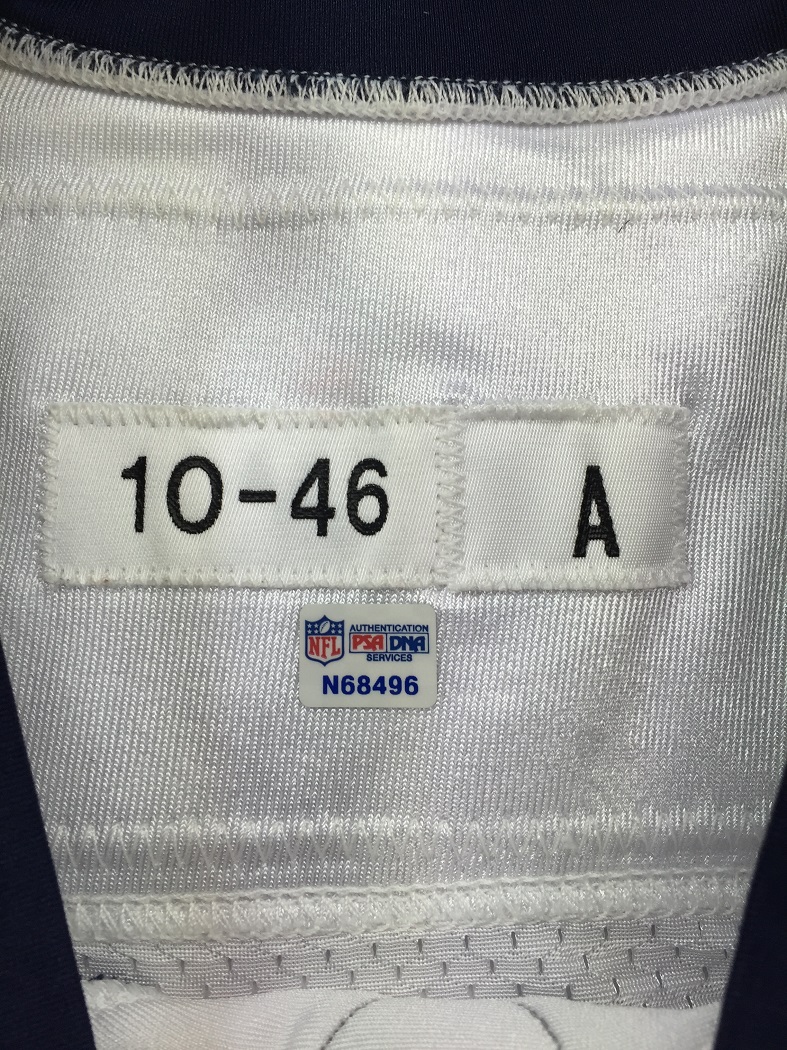 10-46 A
NFL
AUTHENTICATION
PSA DNA
SERVICES
N68496